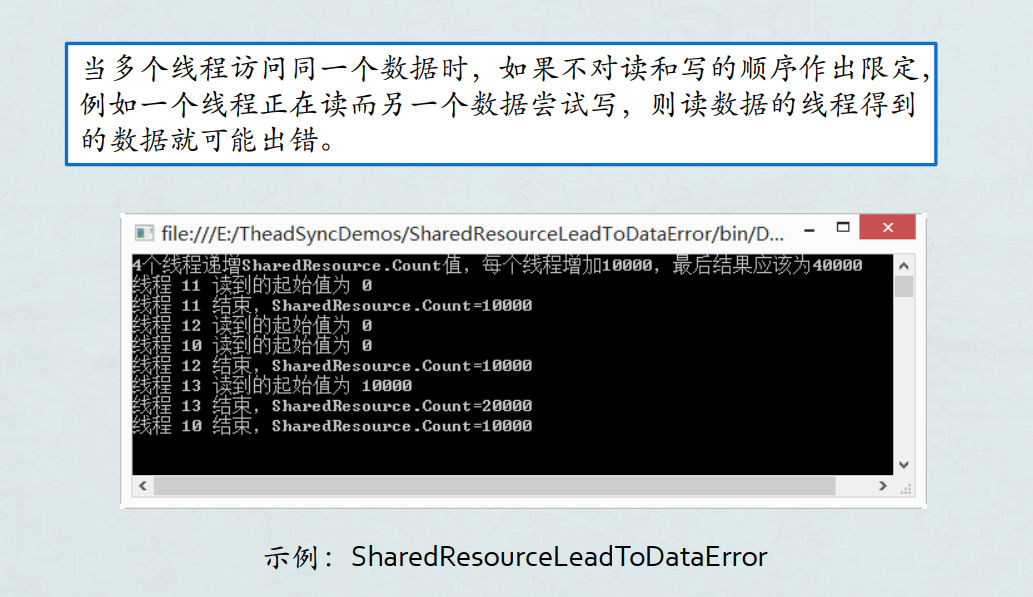 当多个线程访问同一个数据时，如果不对读和写的顺序作出限定，
例如一个线程正在读而另一个数据尝试写，则读数据的线程得到
的数据就可能出错。
file:///E:/TheadSyncDemos/SharedResourceLeadToDataError/bin/D...
4个线程递增SharedResource.Count值，每个线程增加10000，最后结果应该为40000
线程 11 读到的起始值为 0
线程 11 结束，SharedResource.Count=10000
线程 12 读到的起始值为 0
线程 10 读到的起始值为 0
线程 12 结束，SharedResource.Count=10000
线程 13 读到的起始值为 10000
线程 13 结束，SharedResource.Count=20000
线程 10 结束，SharedResource.Count=10000
示例：SharedResourceLeadToDataError